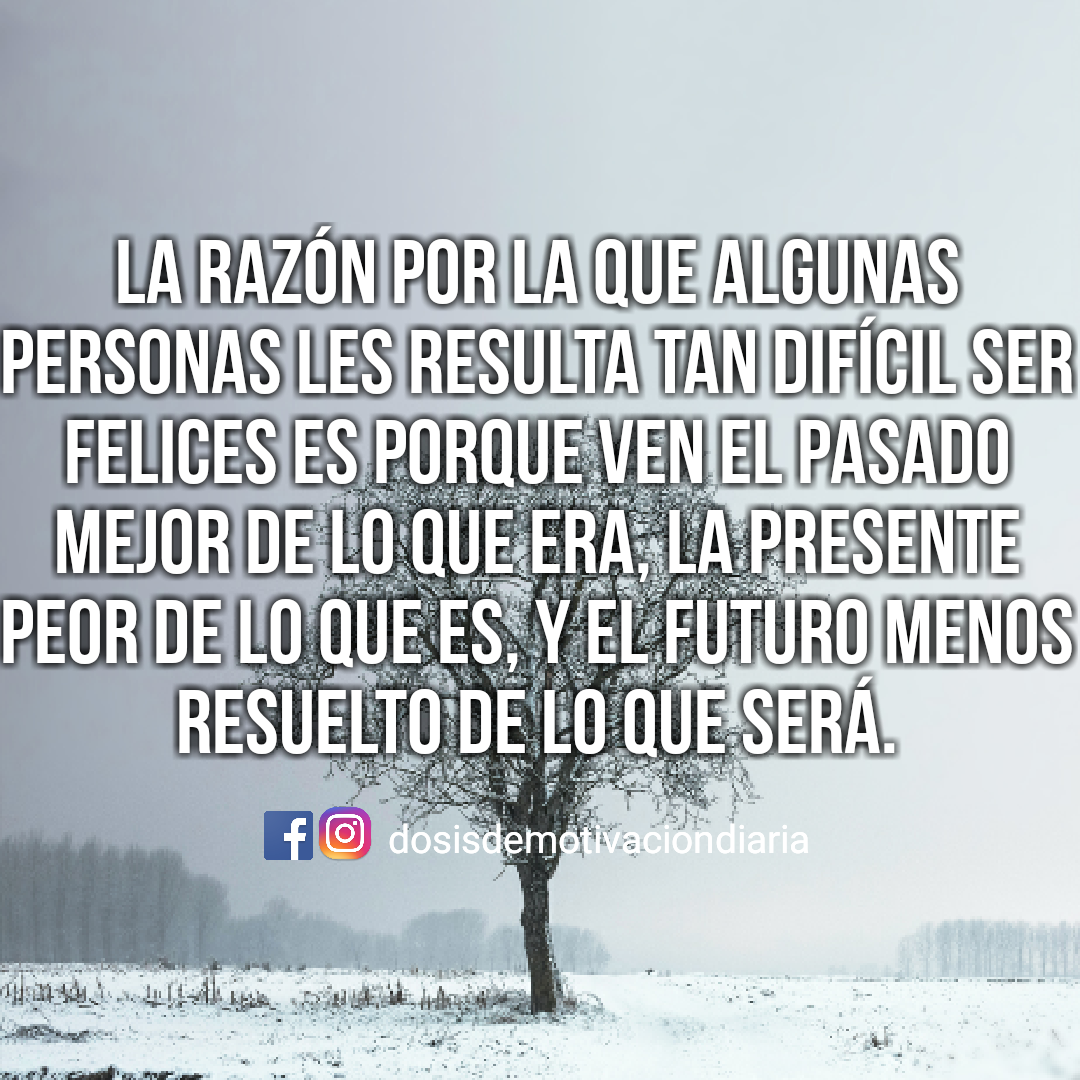 LA RAZÓN POR LA QUE ALGUNAS
PERSONAS LES RESULTA TAN DIFÍCIL SER
FELICES ES PORQUE VEN EL PASADO
MEJOR DE LO QUE ERA, LA PRESENTE
PEOR DE LO QUE ES, Y EL FUTURO MENOS
RESUELTO DE LO QUE SERÁ.
dosisdemotivaciondiaria